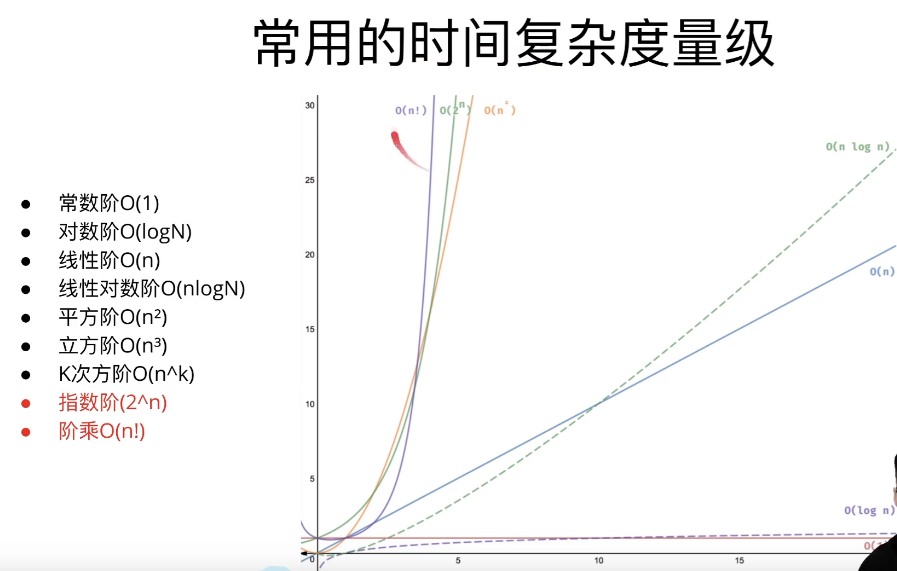 常用的时间复杂度量级
常数阶O(1)
对数阶O(logN)
线性阶O(n)
线性对数阶O(nlogN)
平方阶O(n²)
立方阶O(n³)
K次方阶O(n^k)
指数阶(2^n)
阶乘O(n!)
30
O(n!)
O(2ⁿ)
O(n²)
O(n log n)
25
20
O(n)
15
10
5
O(log n)
0
5
10
15